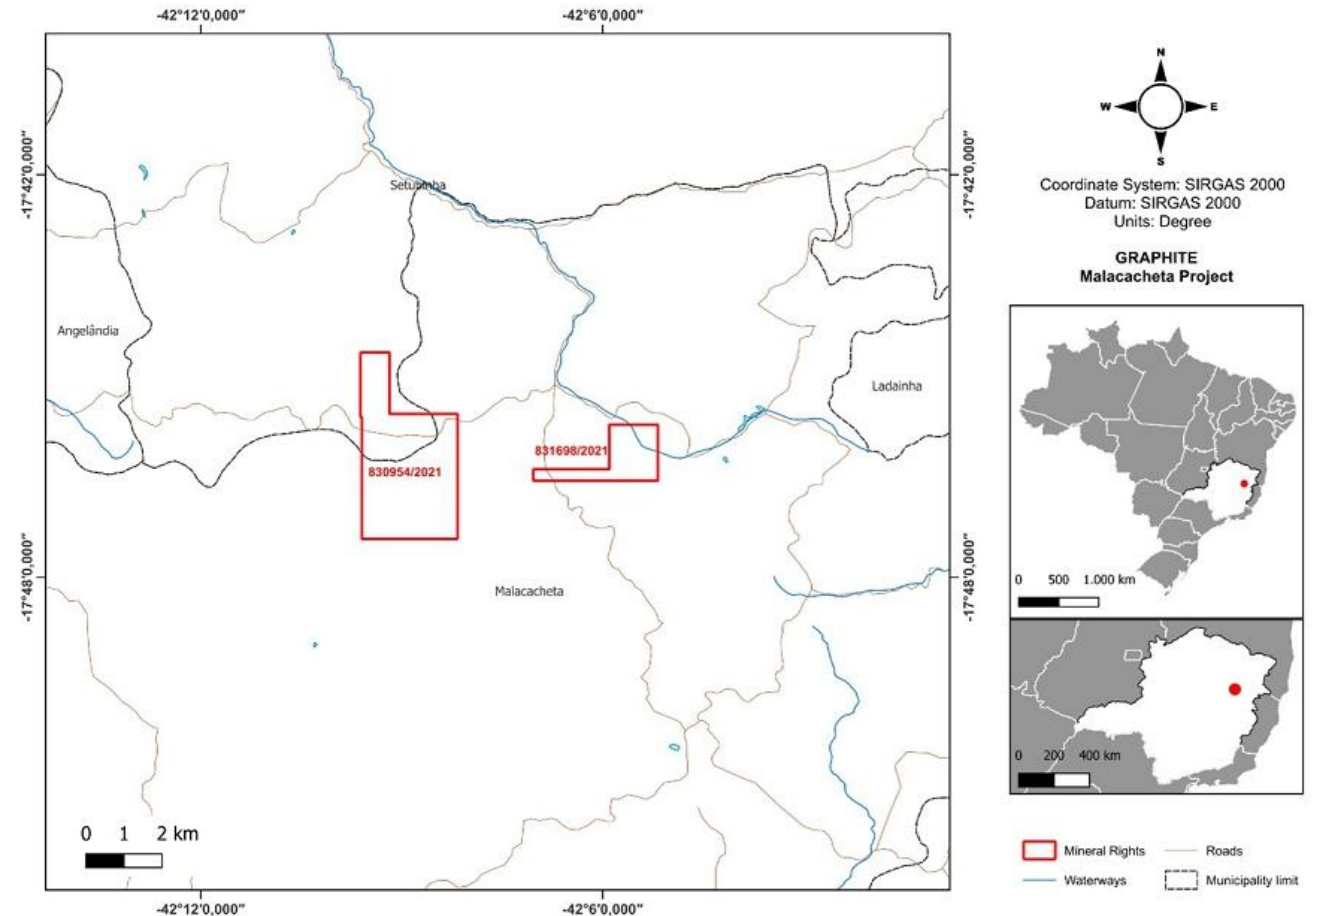 -42°12'0,000"
-42°6'0,000"
-17°42'0,000"
-17°42'0,000"
Setubinha
Angelândia
Ladainha
831698/2021
830954/2021
-17°48'0,000"
-17°48'0,000"
Malacacheta
0 1 2 km
-42°12'0,000"
-42°6'0,000"
N
W
E
S
Coordinate System: SIRGAS 2000
Datum: SIRGAS 2000
Units: Degree
GRAPHITE
Malacacheta Project
0 500 1.000 km
0 200 400 km
Mineral Rights
Roads
Waterways
Municipality limit